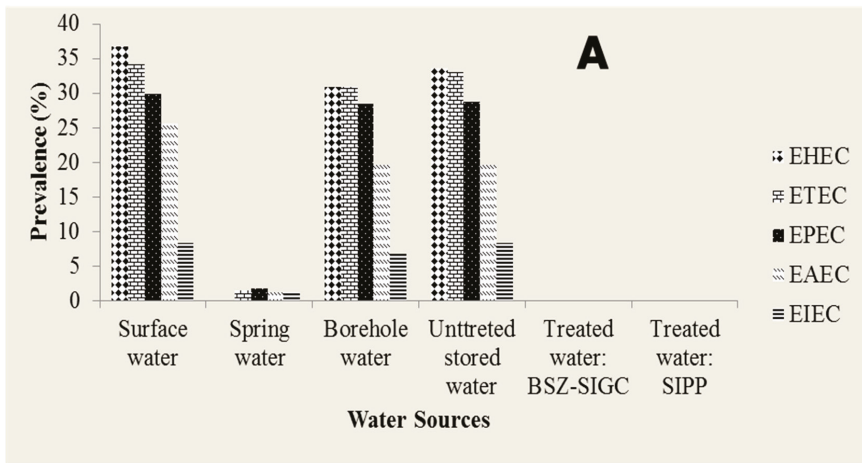 A
40
35
30
25
20
15
10
5
0
Prevalence (%)
Surface
water
Spring
water
Borehole
water
Unttreted
stored
water
Treated
water:
BSZ-SIGC
Treated
water:
SIPP
Water Sources
EHEC
ETEC
EPEC
EAEC
EIEC